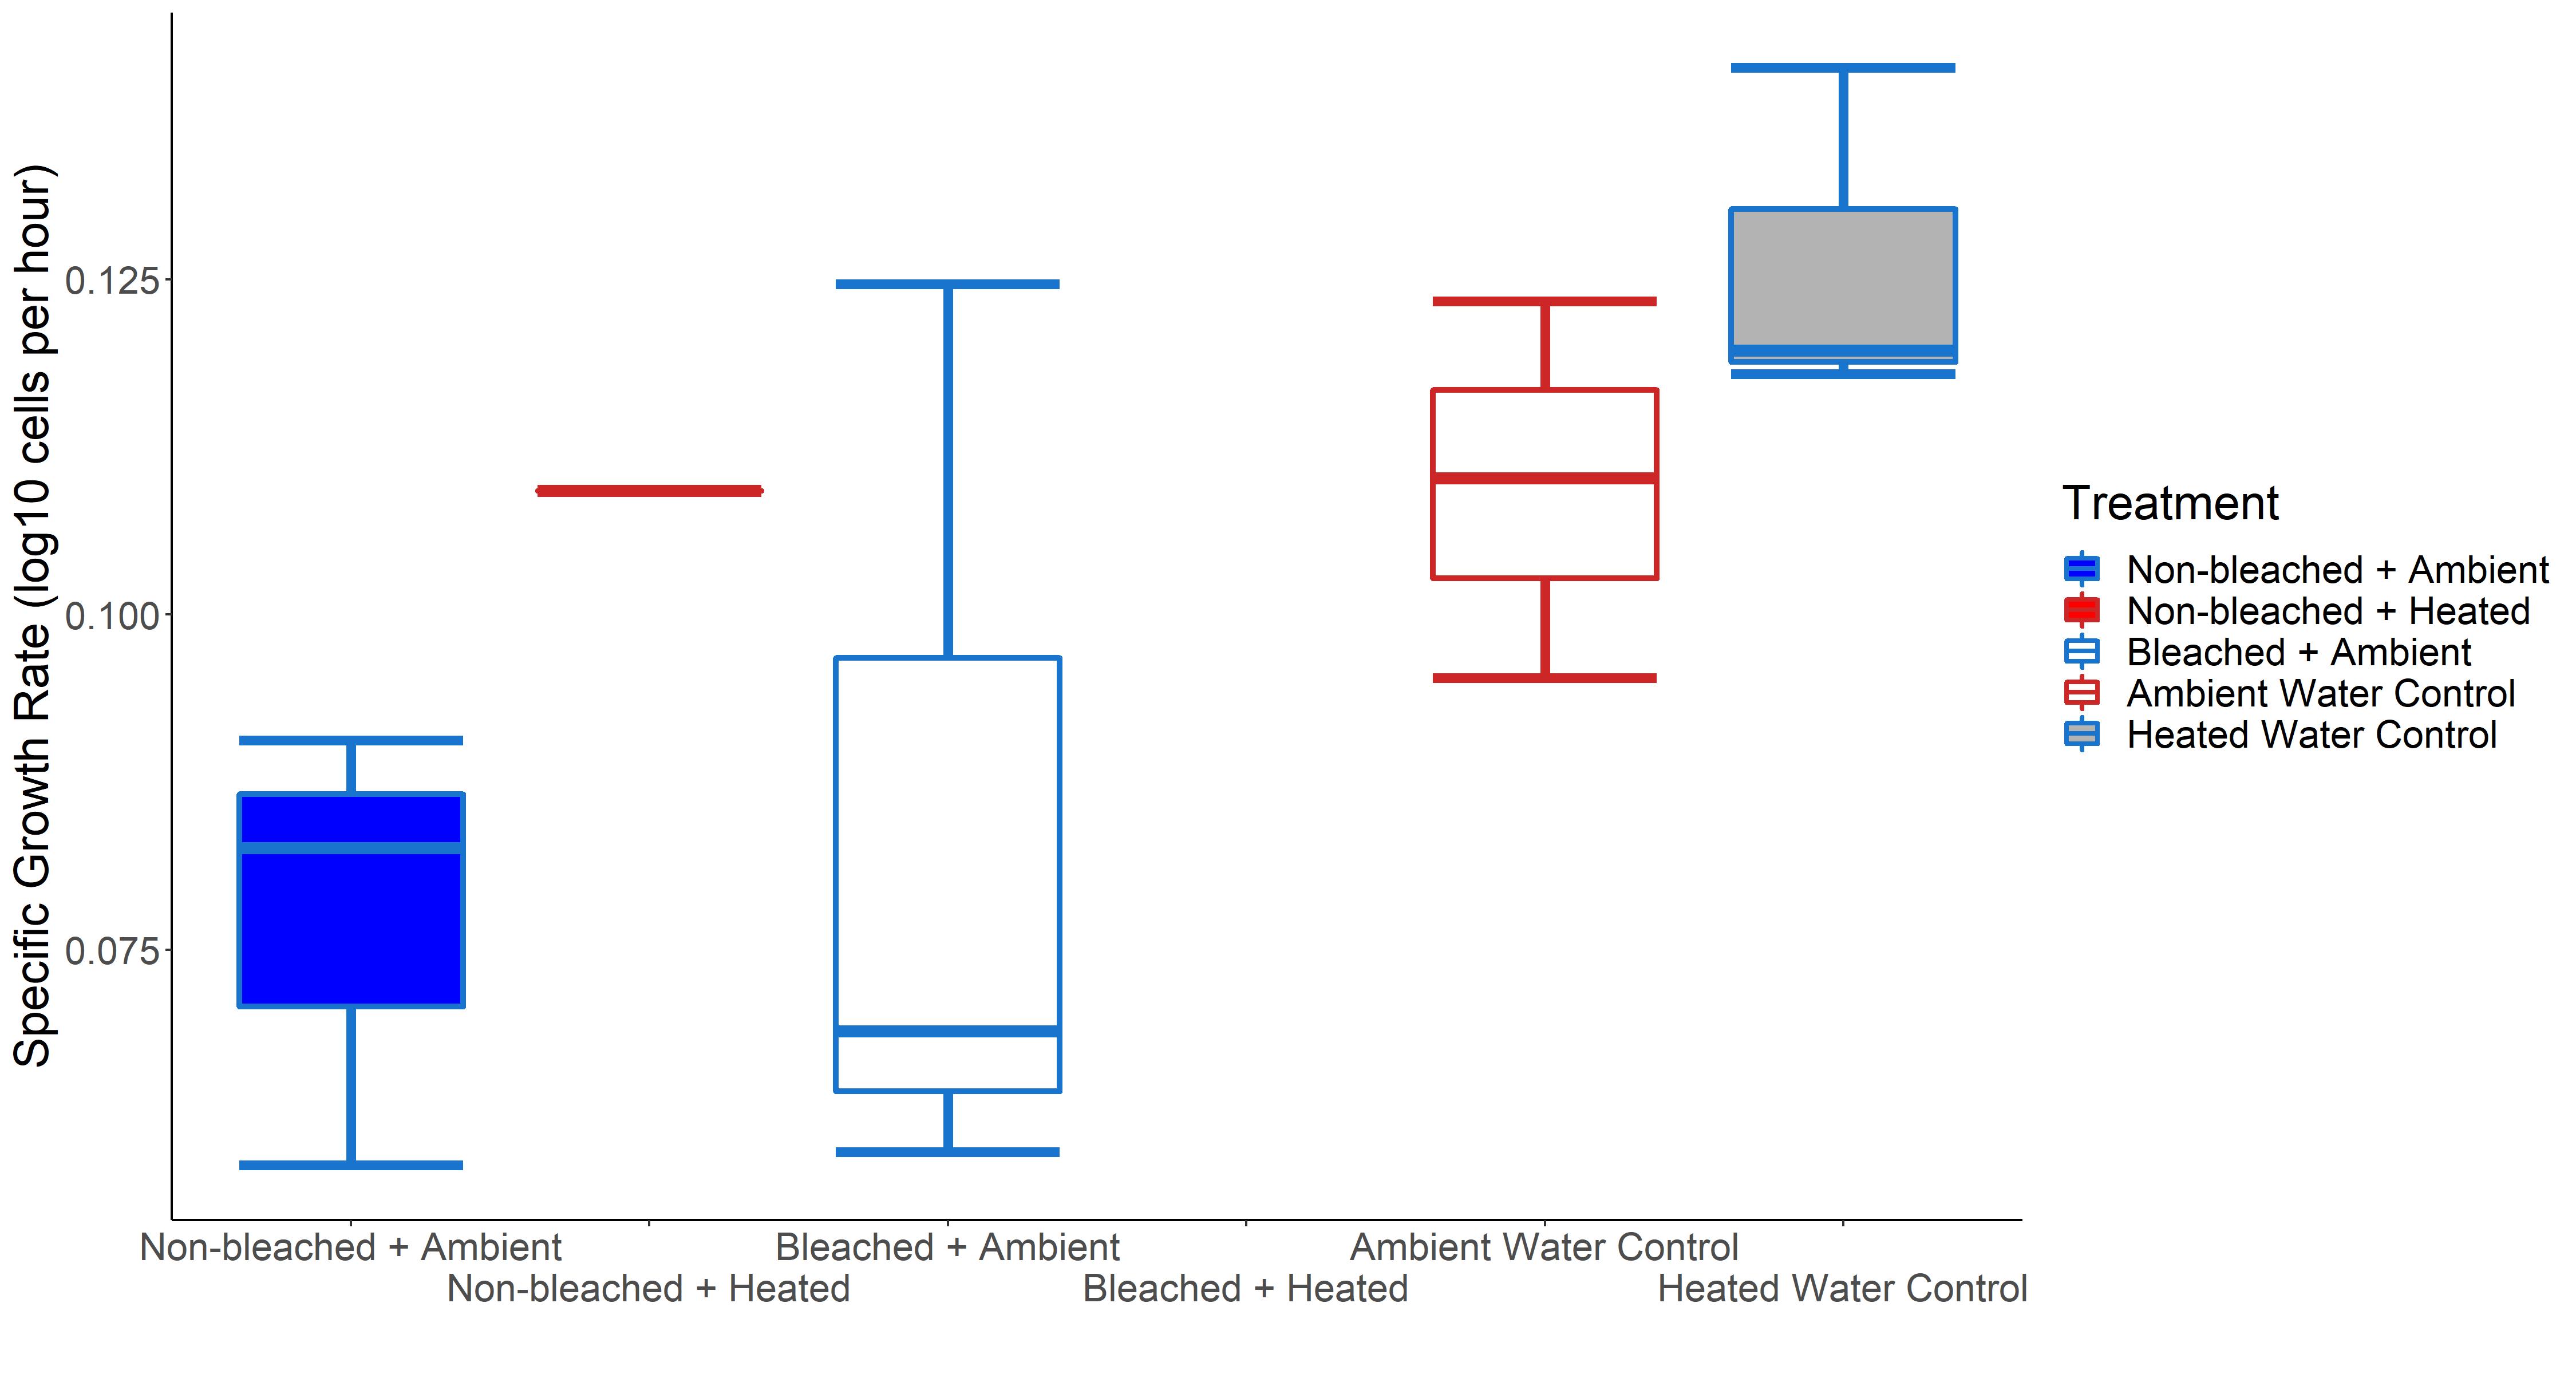 Specific Growth Rate (log10 cells per hour)
0.125
0.100
0.075
Non-bleached + Ambient
Non-bleached + Heated
Bleached + Ambient
Bleached + Heated
Ambient Water Control
Heated Water Control
Treatment
Non-bleached + Ambient
Non-bleached + Heated
Bleached + Ambient
Ambient Water Control
Heated Water Control